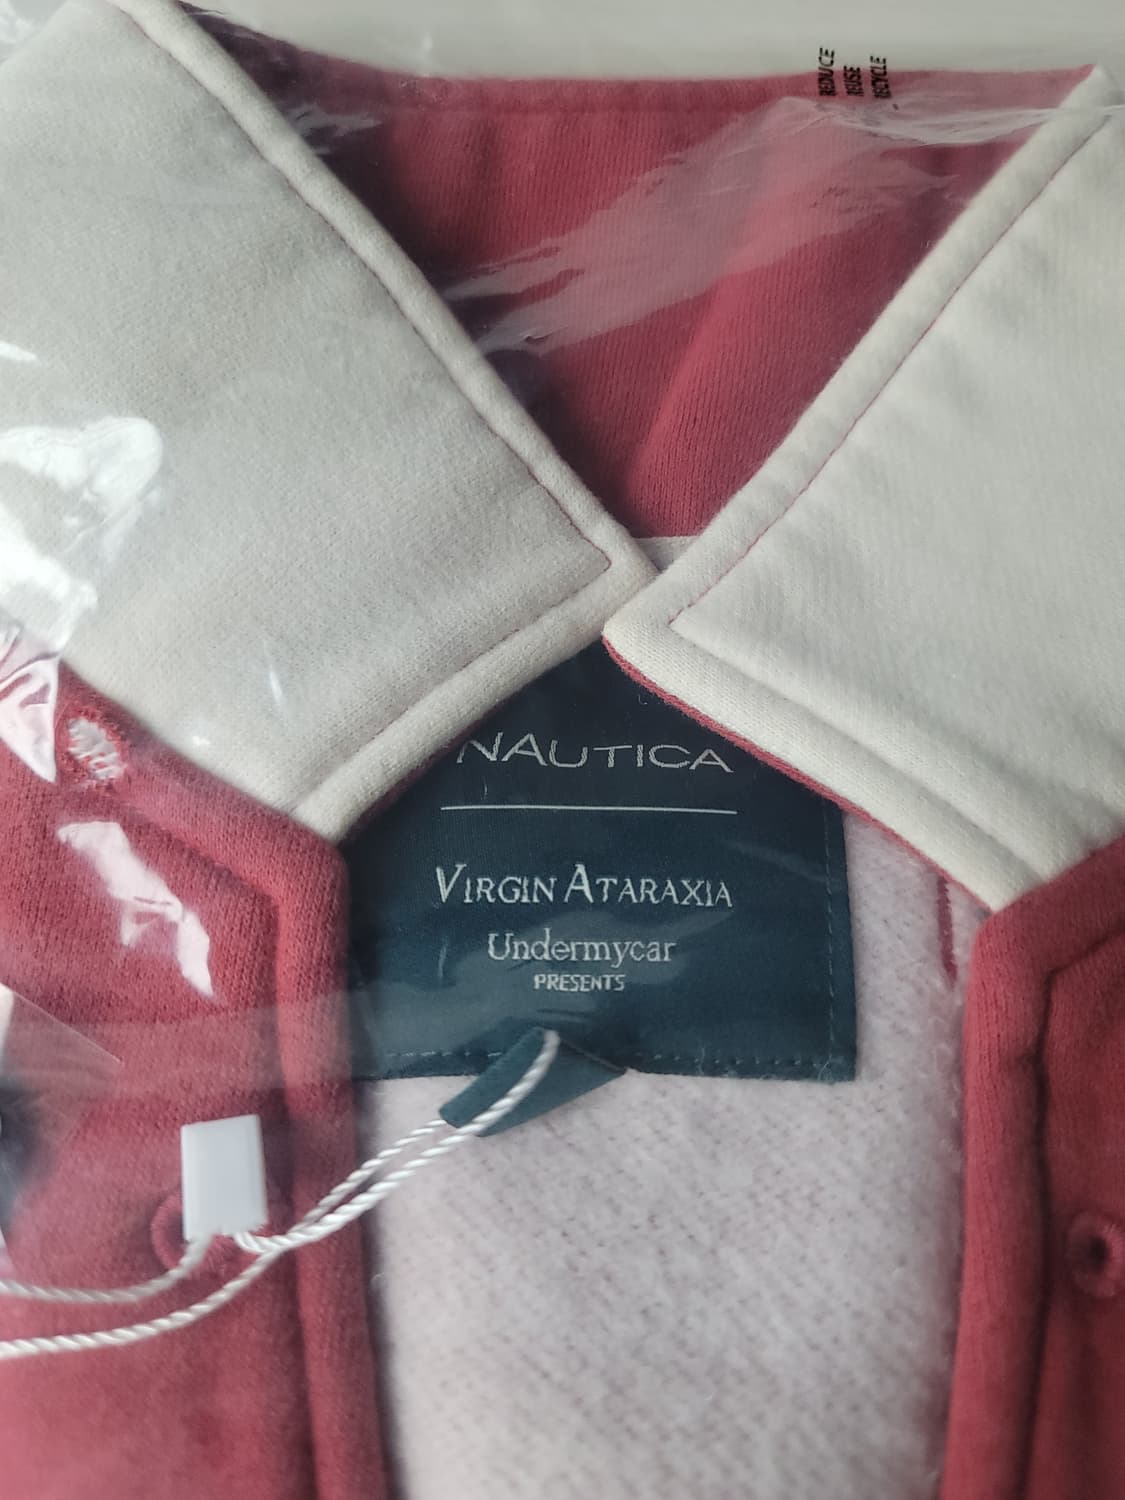 REDUCE
REUSE
RECYCLE
NAUTICA
VIRGIN ATARAXIA
Undermycar
PRESENTS